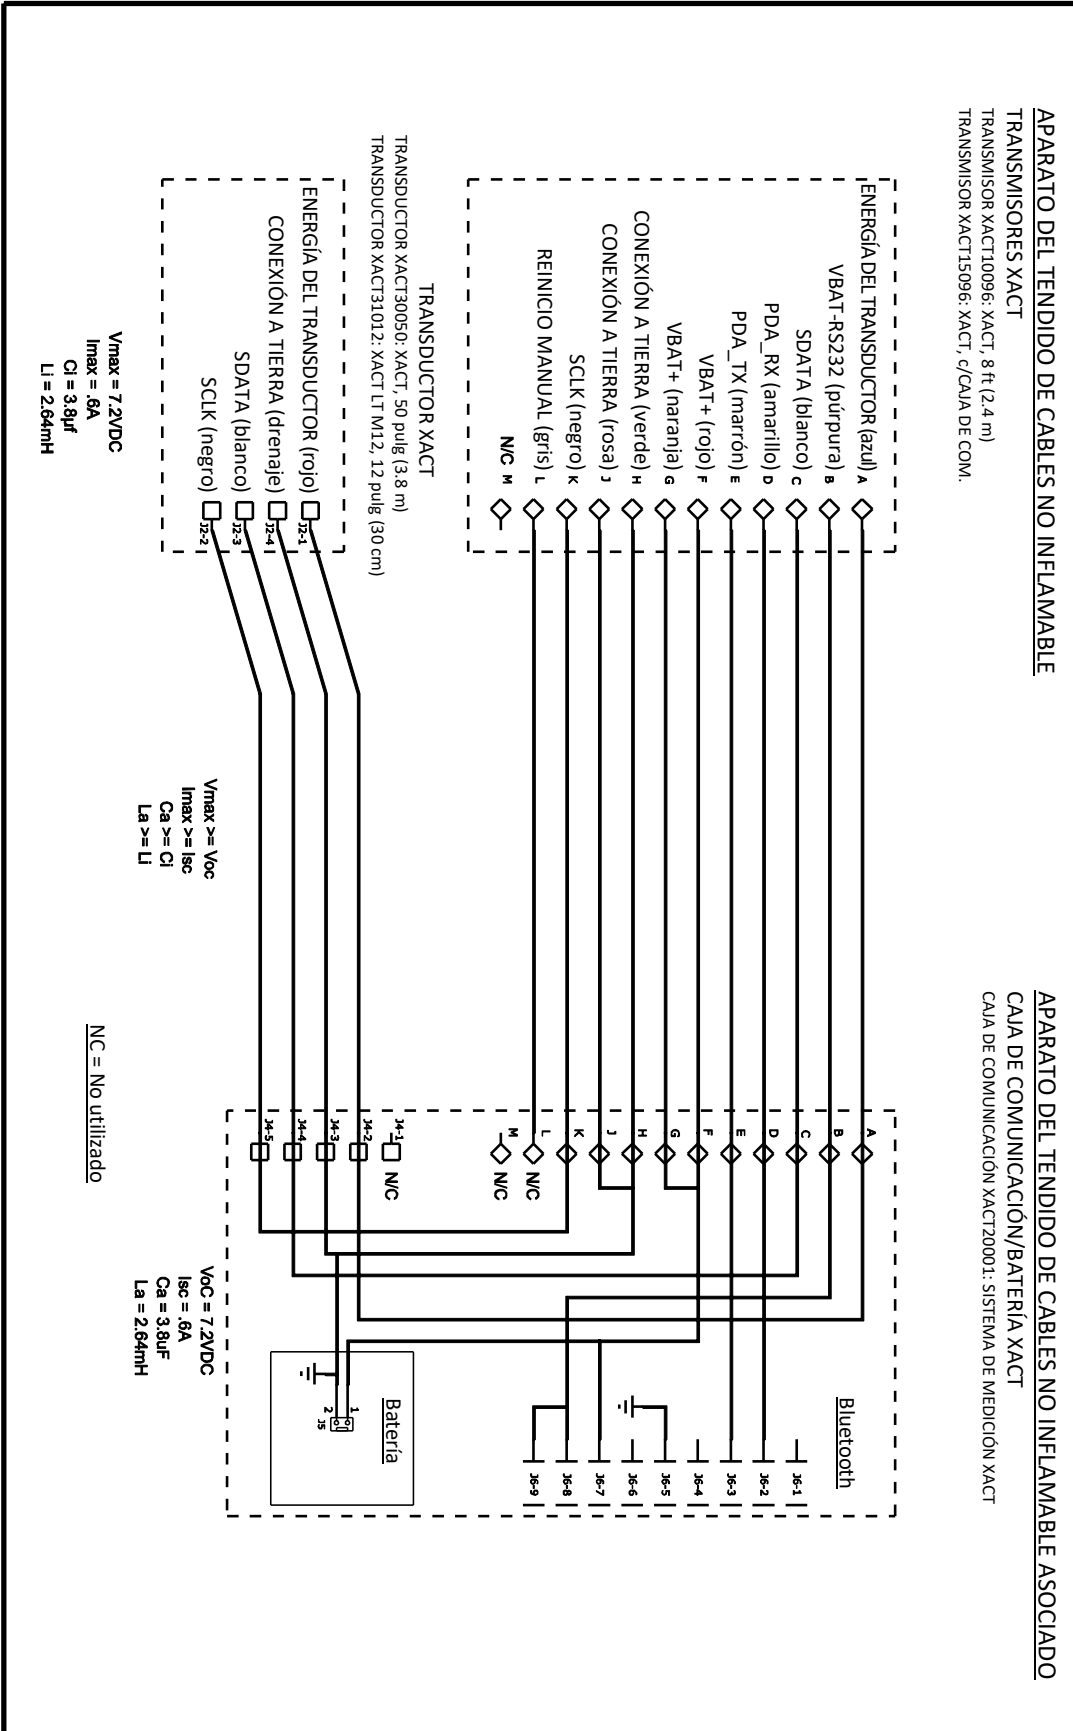 APARATO DEL TENDIDO DE CABLES NO INFLAMABLE
TRANSMISORES XACT
TRANSMISOR XACT10096: XACT, 8 ft (2.4 m)
TRANSMISOR XACT15096: XACT, c/CAJA DE COM.
APARATO DEL TENDIDO DE CABLES NO INFLAMABLE ASOCIADO
CAJA DE COMUNICACIÓN/BATERÍA XACT
CAJA DE COMUNICACIÓN XACT20001: SISTEMA DE MEDICIÓN XACT
ENERGÍA DEL TRANSDUCTOR (azul) A
VBAT-RS232 (púrpura) B
SDATA (blanco) C
PDA_RX (amarillo) D
PDA_TX (marrón) E
VBAT+ (rojo) F
VBAT+ (naranja) G
CONEXIÓN A TIERRA (verde) H
CONEXIÓN A TIERRA (rosa) J
SCLK (negro) K
REINICIO MANUAL (gris) L
N/C M
A
B
C
D
E
F
G
H
J
K
L N/C
M N/C
Bluetooth
J6-1
J6-2
J6-3
J6-4
J6-5
J6-6
J6-7
J6-8
J6-9
TRANSDUCTOR XACT
TRANSDUCTOR XACT30050: XACT, 50 pulg (3.8 m)
TRANSDUCTOR XACT31012: XACT LT M12, 12 pulg (30 cm)
ENERGÍA DEL TRANSDUCTOR (rojo) J2-1
CONEXIÓN A TIERRA (drenaje) J2-4
SDATA (blanco) J2-3
SCLK (negro) J2-2
J4-1 N/C
J4-2
J4-3
J4-4
J4-5
Batería
1
2
J5
Vmax = 7.2VDC
Imax = .6A
Ci = 3.8µf
Li = 2.64mH
Vmax >= Voc
Imax >= Isc
Ca >= Ci
La >= Li
VoC = 7.2VDC
Isc = .6A
Ca = 3.8uF
La = 2.64mH
NC = No utilizado